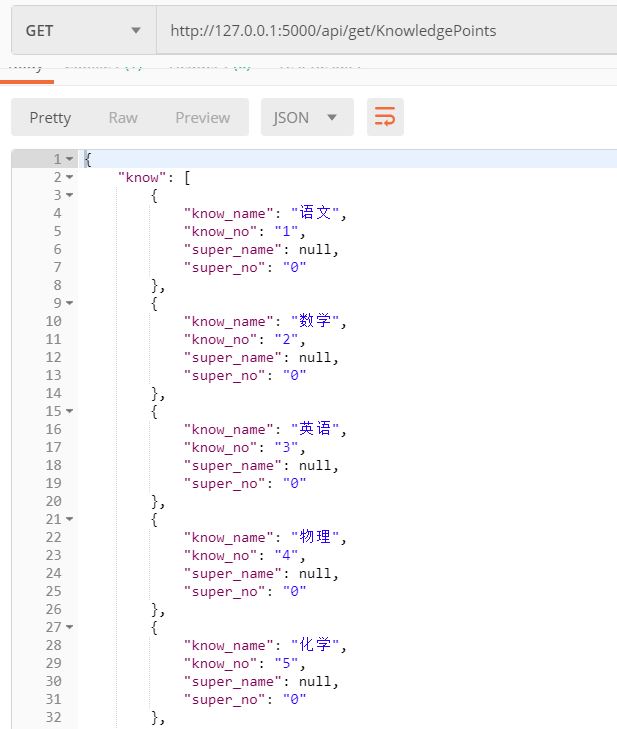 GET http://127.0.0.1:5000/api/get/KnowledgePoints
Pretty Raw Preview JSON
1 {
2 "know": [
3 {
4 "know_name": "语文",
5 "know_no": "1",
6 "super_name": null,
7 "super_no": "0"
8 },
9 {
10 "know_name": "数学",
11 "know_no": "2",
12 "super_name": null,
13 "super_no": "0"
14 },
15 {
16 "know_name": "英语",
17 "know_no": "3",
18 "super_name": null,
19 "super_no": "0"
20 },
21 {
22 "know_name": "物理",
23 "know_no": "4",
24 "super_name": null,
25 "super_no": "0"
26 },
27 {
28 "know_name": "化学",
29 "know_no": "5",
30 "super_name": null,
31 "super_no": "0"
32 },